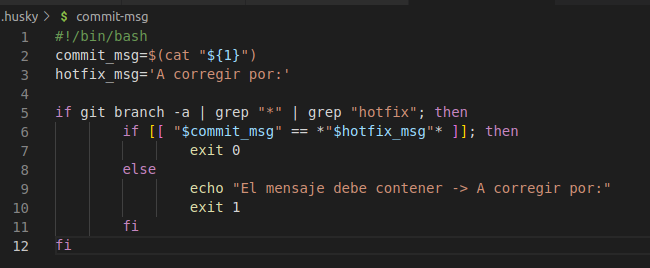 .husky > $ commit-msg
1 #!/bin/bash
2 commit_msg=$(cat "${1}")
3 hotfix_msg='A corregir por:'
4
5 if git branch -a | grep "*" | grep "hotfix"; then
6 if [[ "$commit_msg" == *"$hotfix_msg"* ]]; then
7 exit 0
8 else
9 echo "El mensaje debe contener -> A corregir por:"
10 exit 1
11 fi
12 fi